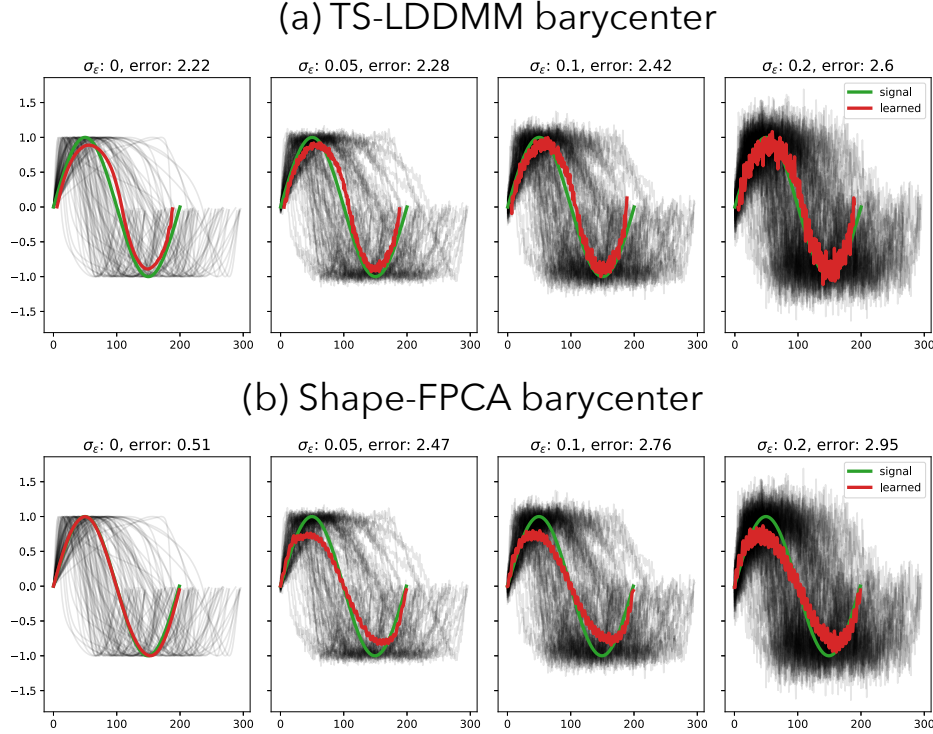 (a) TS-LDDMM barycenter
σε: 0, error: 2.22
σε: 0.05, error: 2.28
σε: 0.1, error: 2.42
σε: 0.2, error: 2.6
1.5
1.0
0.5
0.0
−0.5
−1.0
−1.5
signal
learned
0 100 200 300
0 100 200 300
0 100 200 300
0 100 200 300
(b) Shape-FPCA barycenter
σε: 0, error: 0.51
σε: 0.05, error: 2.47
σε: 0.1, error: 2.76
σε: 0.2, error: 2.95
1.5
1.0
0.5
0.0
−0.5
−1.0
−1.5
signal
learned
0 100 200 300
0 100 200 300
0 100 200 300
0 100 200 300